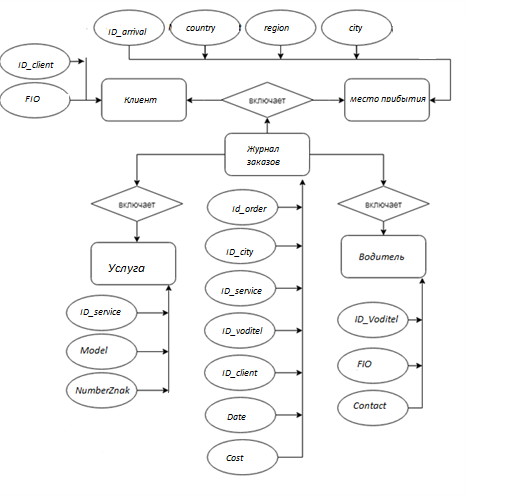 ID_arrival
country
region
city
ID_client
FIO
Клиент
включает
место прибытия
Журнал
заказов
включает
включает
Id_order
ID_city
Услуга
Водитель
ID_service
ID_service
ID_Voditel
ID_voditel
Model
FIO
ID_client
NumberZnak
Contact
Date
Cost